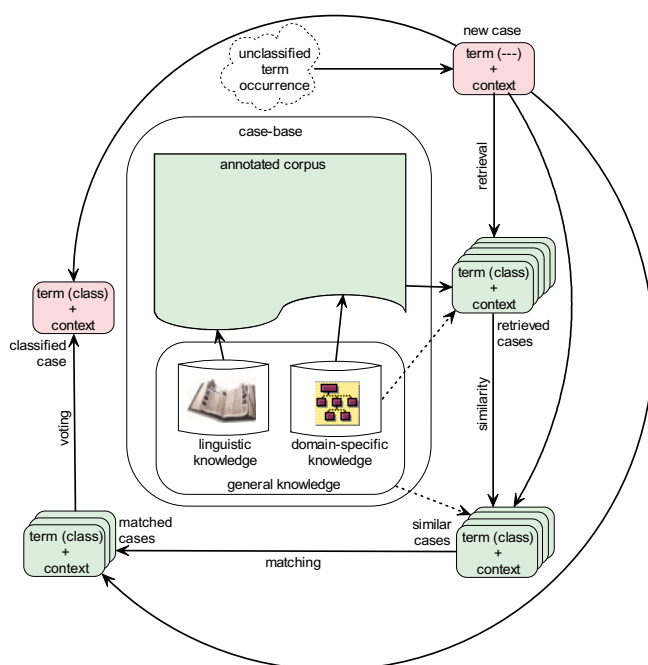 new case
unclassified
term
occurrence
term (---)
+
context
case-base
annotated corpus
retrieval
term (class)
+
context
retrieved
cases
term (class)
+
context
classified
case
linguistic
knowledge
domain-specific
knowledge
general knowledge
similarity
voting
term (class)
+
context
matched
cases
matching
similar
cases
term (class)
+
context